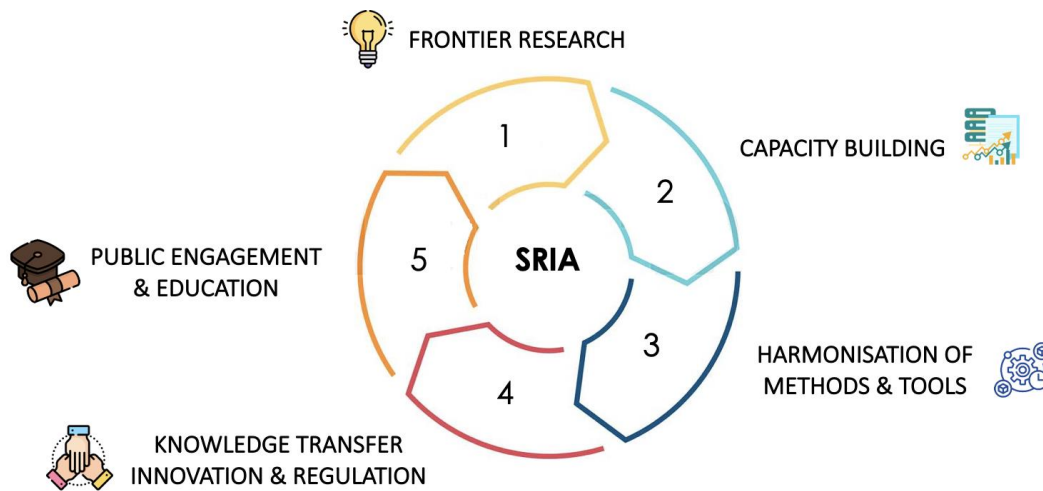 FRONTIER RESEARCH
1
CAPACITY BUILDING
2
SRIA
PUBLIC ENGAGEMENT
& EDUCATION
5
3
HARMONISATION OF
METHODS & TOOLS
4
KNOWLEDGE TRANSFER
INNOVATION & REGULATION